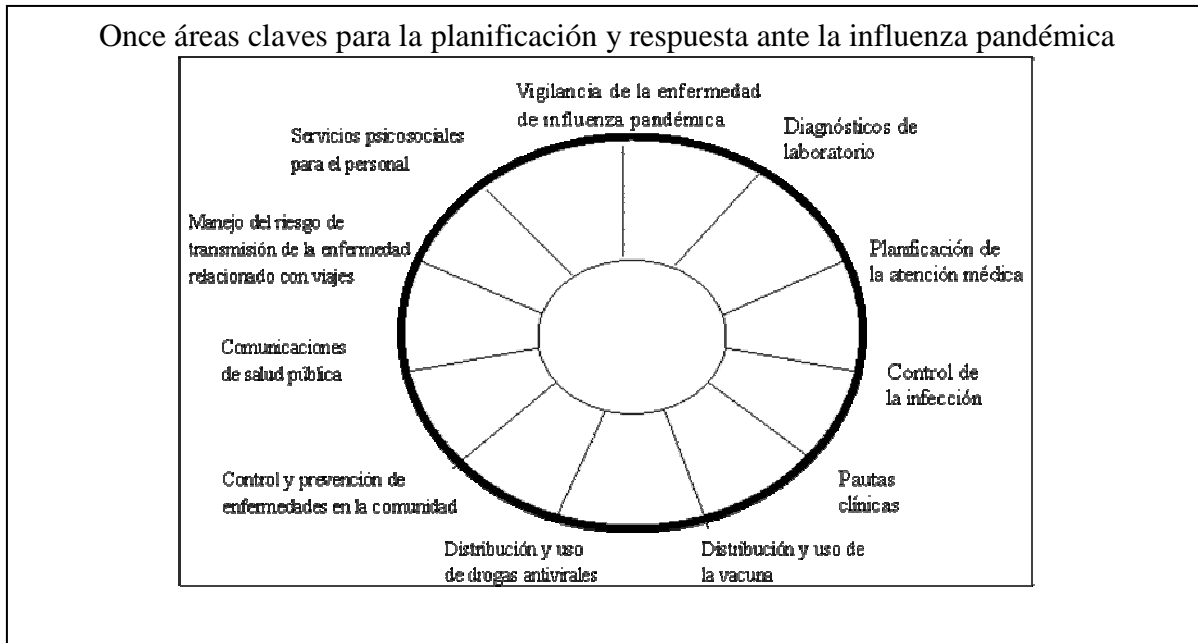 Once áreas claves para la planificación y respuesta ante la influenza pandémica
Vigilancia de la enfermedad
de influenza pandémica
Diagnósticos de
laboratorio
Planificación de
la atención médica
Control de
la infección
Pautas
clínicas
Distribución y uso de
la vacuna
Distribución y uso
de drogas antivirales
Control y prevención de
enfermedades en la comunidad
Comunicaciones
de salud pública
Manejo del riesgo de
transmisión de la enfermedad
relacionado con viajes
Servicios psicosociales
para el personal